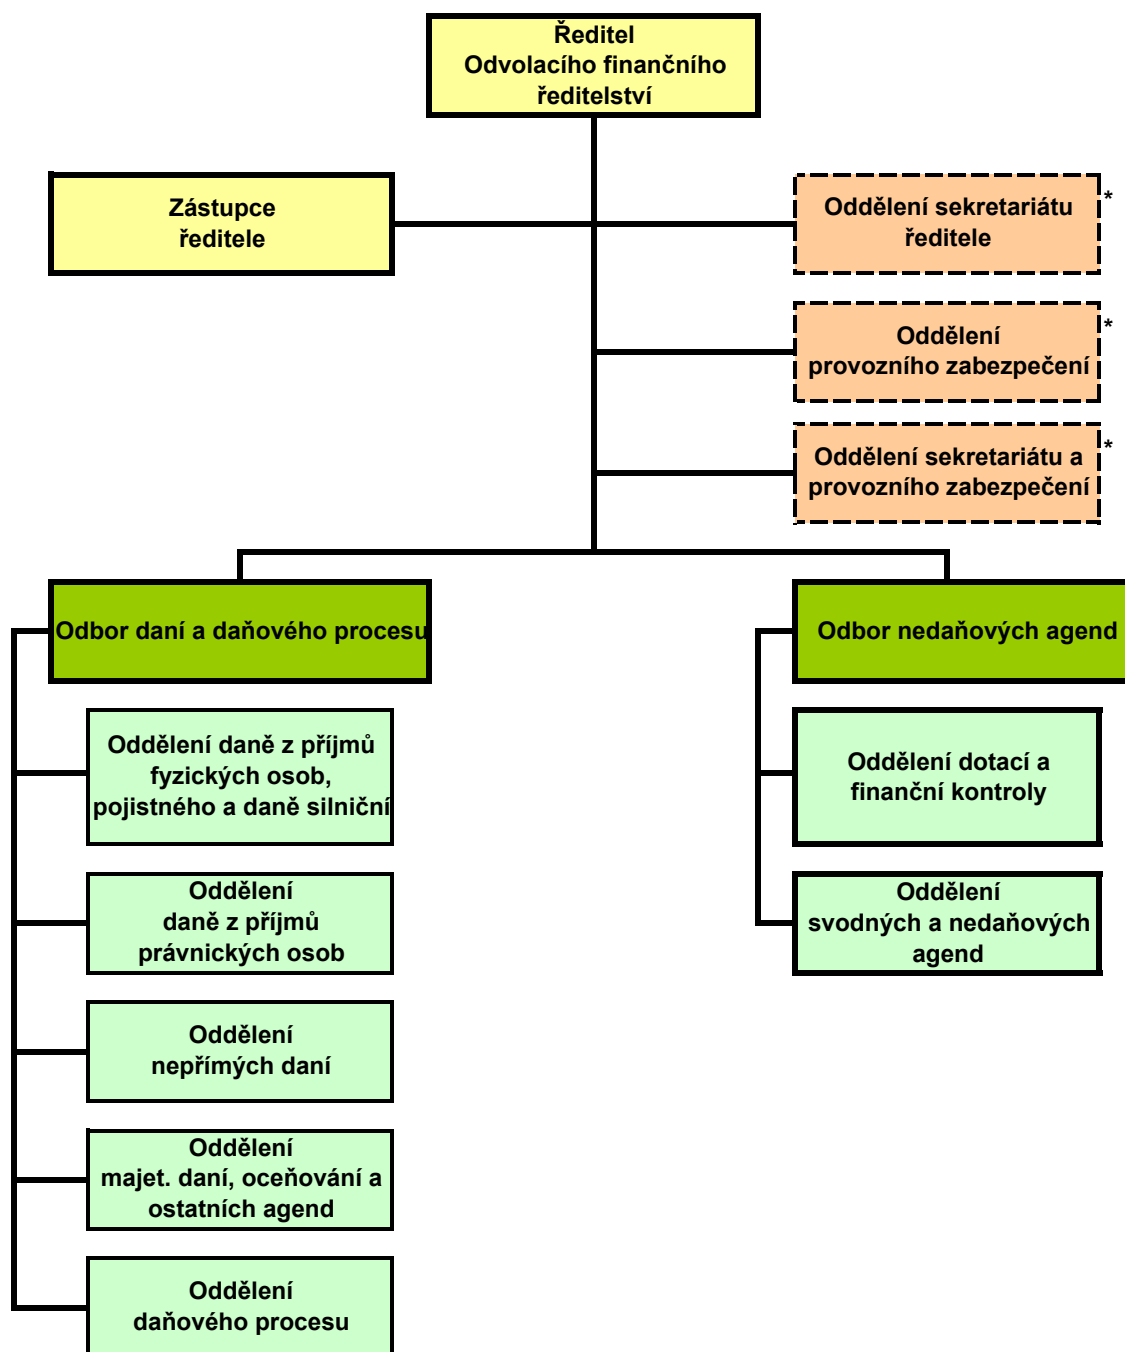 Ředitel
Odvolacího finančního
ředitelství
Zástupce
ředitele
Oddělení sekretariátu
ředitele
*
Oddělení
provozního zabezpečení
*
Oddělení sekretariátu a
provozního zabezpečení
*
Odbor daní a daňového procesu
Odbor nedaňových agend
Oddělení daně z příjmů
fyzických osob,
pojistného a daně silniční
Oddělení dotací a
finanční kontroly
Oddělení
daně z příjmů
právnických osob
Oddělení
svodných a nedaňových
agend
Oddělení
nepřímých daní
Oddělení
majet. daní, oceňování a
ostatních agend
Oddělení
daňového procesu